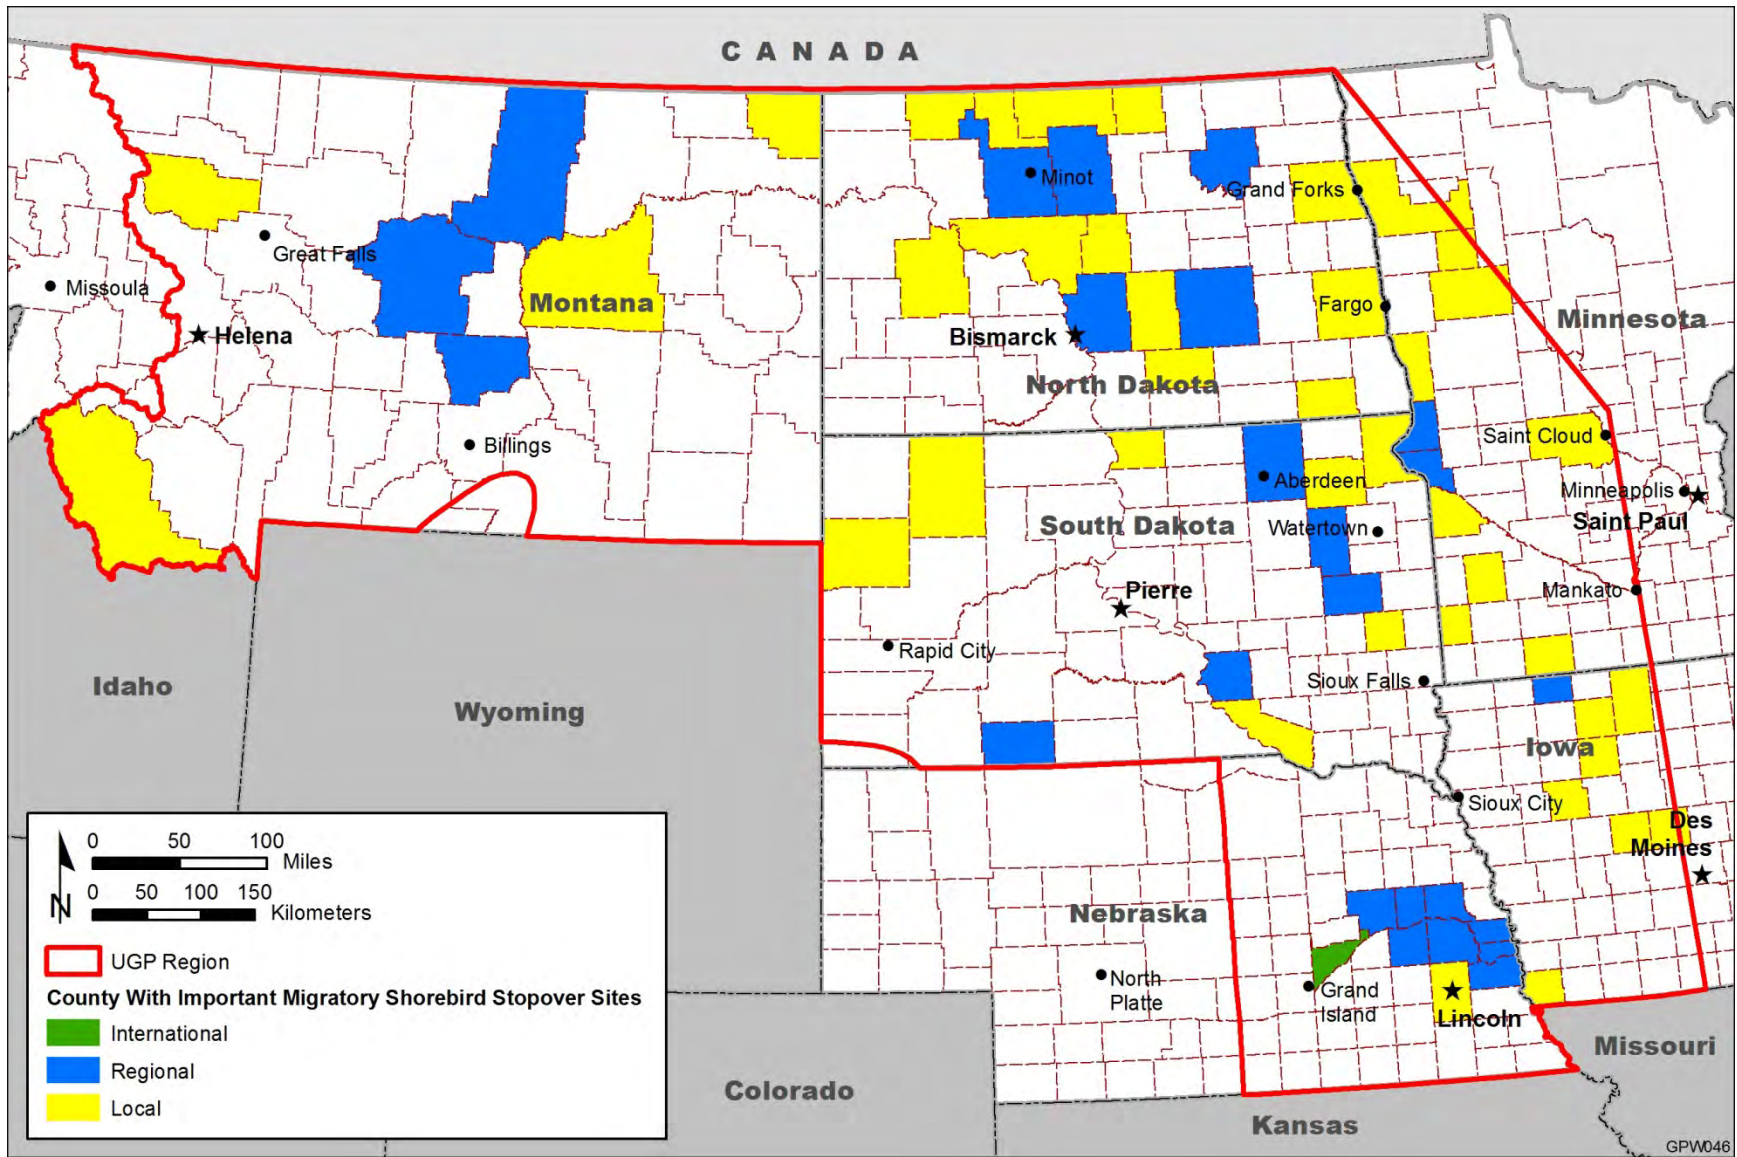 CANADA
Minot
Grand Forks
Great Falls
Missoula
Montana
Fargo
Minnesota
Helena
Bismarck
North Dakota
Billings
Saint Cloud
Aberdeen
Minneapolis
Saint Paul
South Dakota
Watertown
Pierre
Mankato
Rapid City
Sioux Falls
Idaho
Wyoming
Iowa
Sioux City
Des
Moines
Nebraska
North
Platte
Grand
Island
Lincoln
Missouri
Colorado
Kansas
0 50 100
Miles
0 50 100 150
Kilometers
N
UGP Region
County With Important Migratory Shorebird Stopover Sites
International
Regional
Local
GPW046